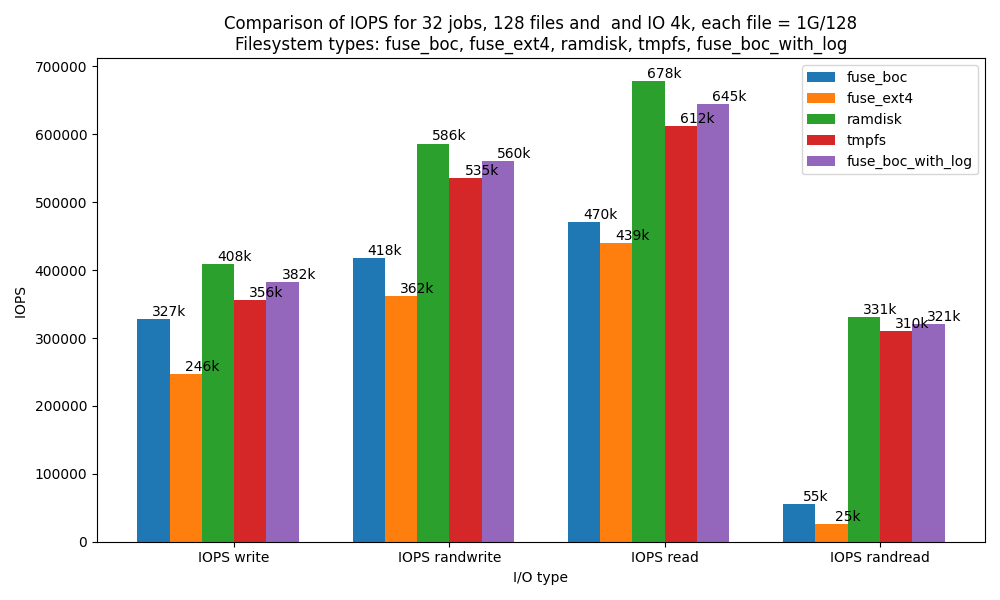 Comparison of IOPS for 32 jobs, 128 files and  and IO 4k, each file = 1G/128
Filesystem types: fuse_boc, fuse_ext4, ramdisk, tmpfs, fuse_boc_with_log
700000
600000
500000
400000
300000
200000
100000
0
IOPS
327k
246k
408k
356k
382k
418k
362k
586k
535k
560k
470k
439k
678k
612k
645k
55k
25k
331k
310k
321k
fuse_boc
fuse_ext4
ramdisk
tmpfs
fuse_boc_with_log
IOPS write
IOPS randwrite
IOPS read
IOPS randread
I/O type